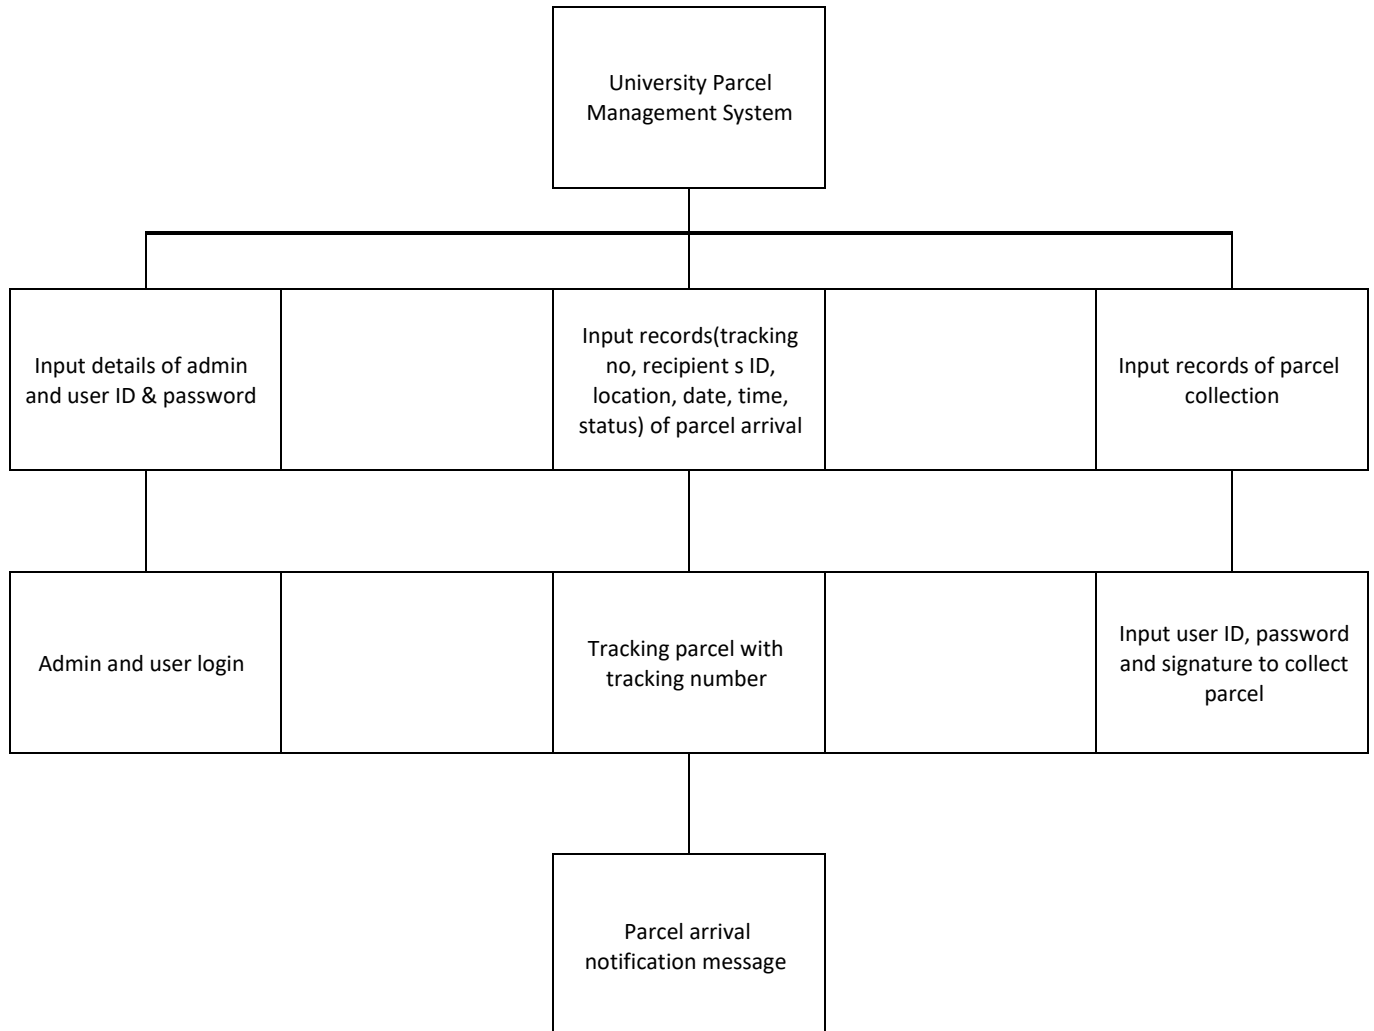 University Parcel
Management System
Input details of admin
and user ID & password
Input records(tracking
no, recipient s ID,
location, date, time,
status) of parcel arrival
Input records of parcel
collection
Admin and user login
Tracking parcel with
tracking number
Input user ID, password
and signature to collect
parcel
Parcel arrival
notification message